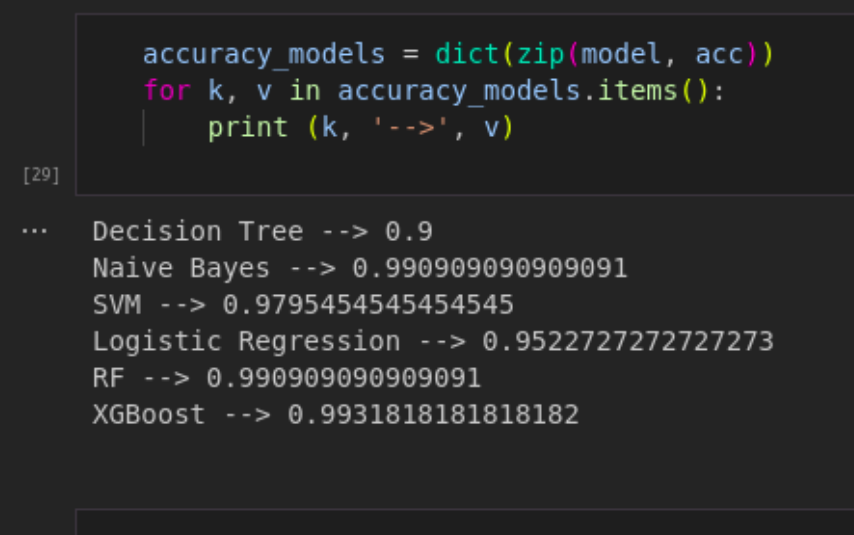 accuracy_models = dict(zip(model, acc))
for k, v in accuracy_models.items():
    print (k, '-->', v)
[29]
... Decision Tree --> 0.9
Naive Bayes --> 0.990909090909091
SVM --> 0.9795454545454545
Logistic Regression --> 0.9522727272727273
RF --> 0.990909090909091
XGBoost --> 0.9931818181818182